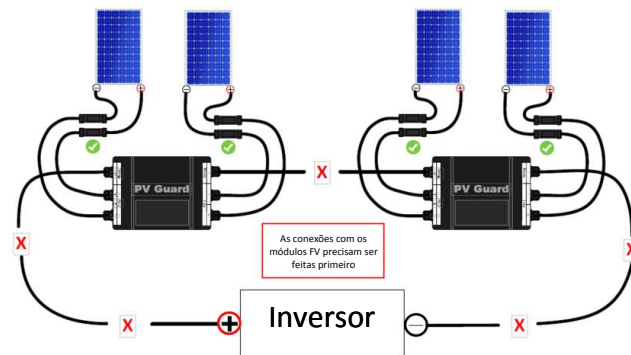 PV Guard
PV Guard
As conexões com os
módulos FV precisam ser
feitas primeiro
Inversor